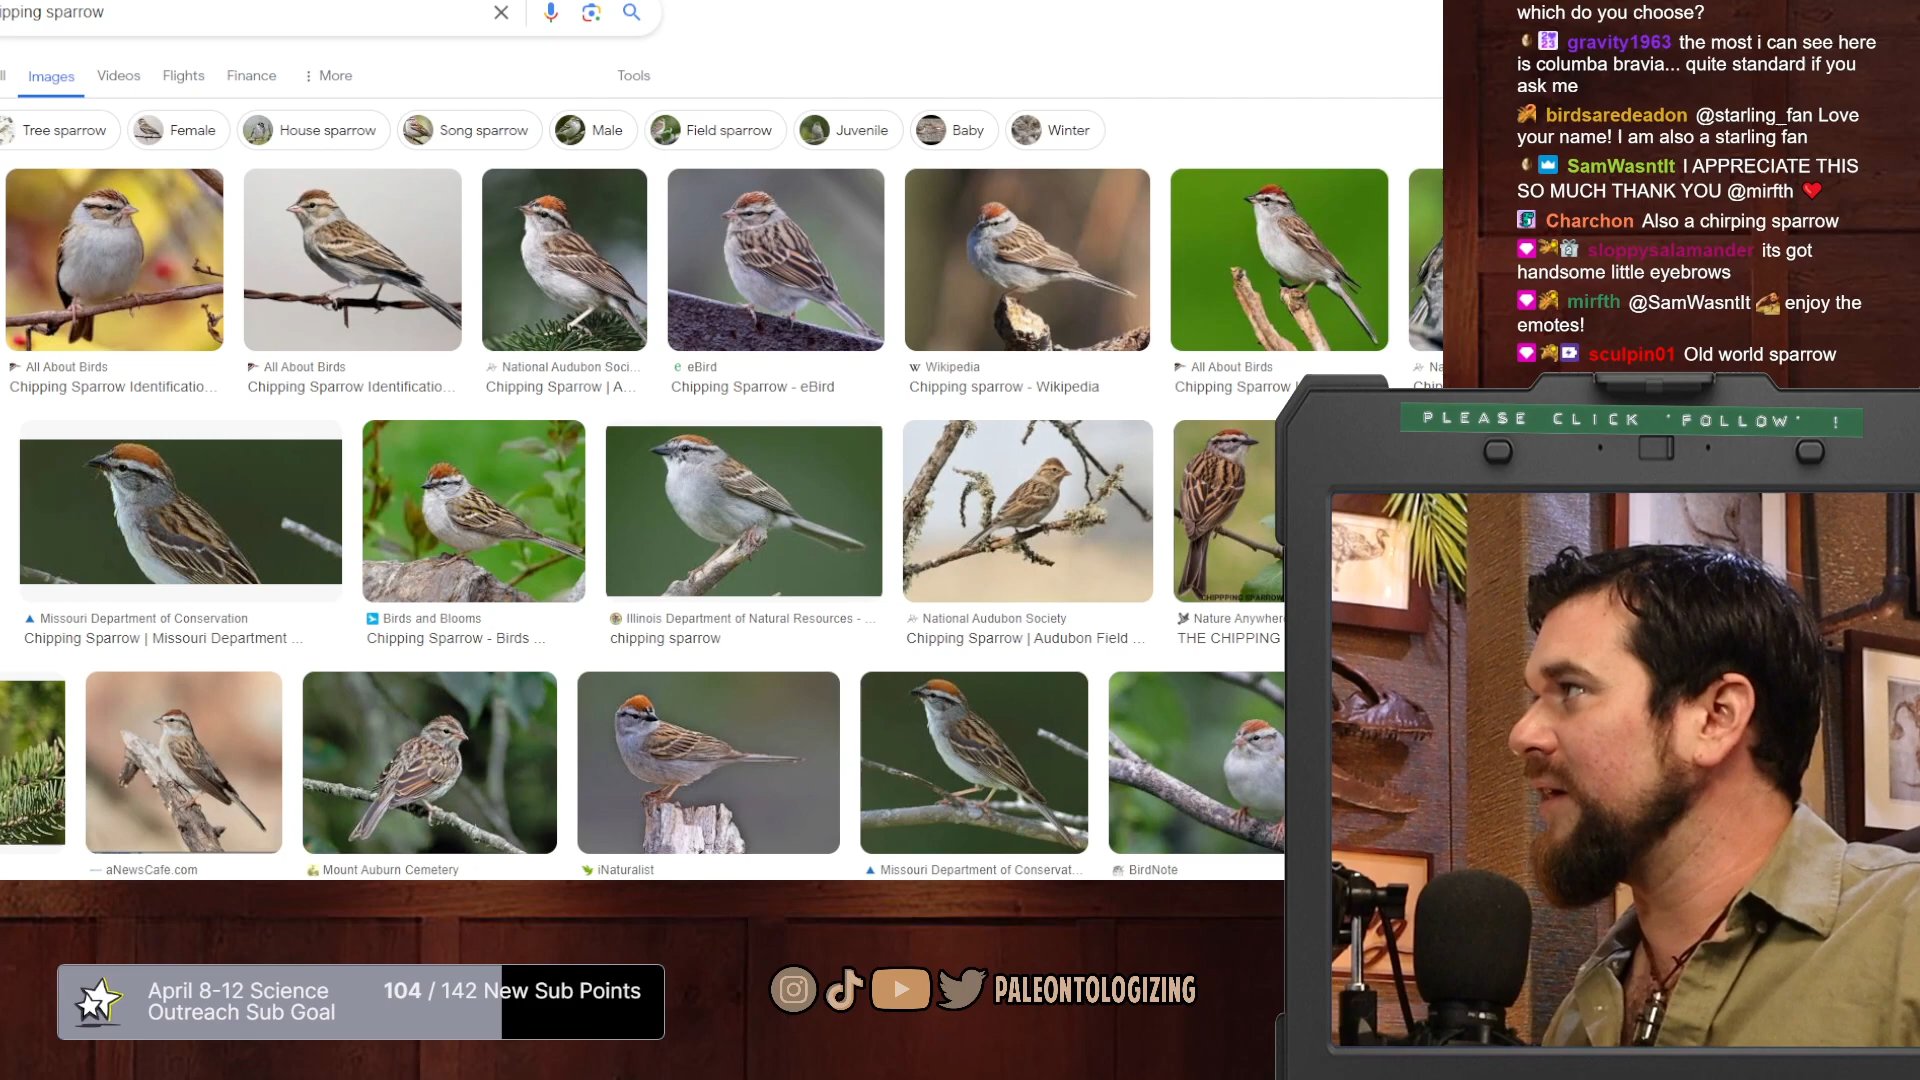 ipping sparrow
ll Images Videos Flights Finance More Tools
Tree sparrow Female House sparrow Song sparrow Male Field sparrow Juvenile Baby Winter
All About Birds
Chipping Sparrow Identificatio...
All About Birds
Chipping Sparrow Identificatio...
National Audubon Soci...
Chipping Sparrow | A...
eBird
Chipping Sparrow - eBird
Wikipedia
Chipping sparrow - Wikipedia
All About Birds
Chipping Sparrow I
Na
Chip
Missouri Department of Conservation
Chipping Sparrow | Missouri Department ...
Birds and Blooms
Chipping Sparrow - Birds ...
Illinois Department of Natural Resources - ...
chipping sparrow
National Audubon Society
Chipping Sparrow | Audubon Field ...
CHIPPPING SPARROW
Nature Anywhere
THE CHIPPING
aNewsCafe.com
Mount Auburn Cemetery
iNaturalist
Missouri Department of Conservat...
BirdNote
which do you choose?
gravity1963 the most i can see here
is columba bravia... quite standard if you
ask me
birdsaredeadon @starling_fan Love
your name! I am also a starling fan
SamWasntIt I APPRECIATE THIS
SO MUCH THANK YOU @mirfth
Charchon Also a chirping sparrow
sloppysalamander its got
handsome little eyebrows
mirfth @SamWasntIt enjoy the
emotes!
sculpin01 Old world sparrow
PLEASE CLICK 'FOLLOW' !
April 8-12 Science
Outreach Sub Goal
104 / 142 New Sub Points
PALEONTOLOGIZING